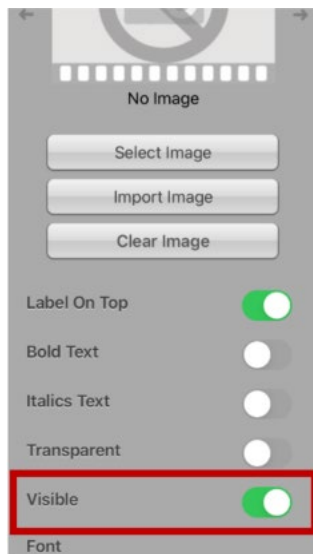 No Image
Select Image
Import Image
Clear Image
Label On Top
Bold Text
Italics Text
Transparent
Visible
Font